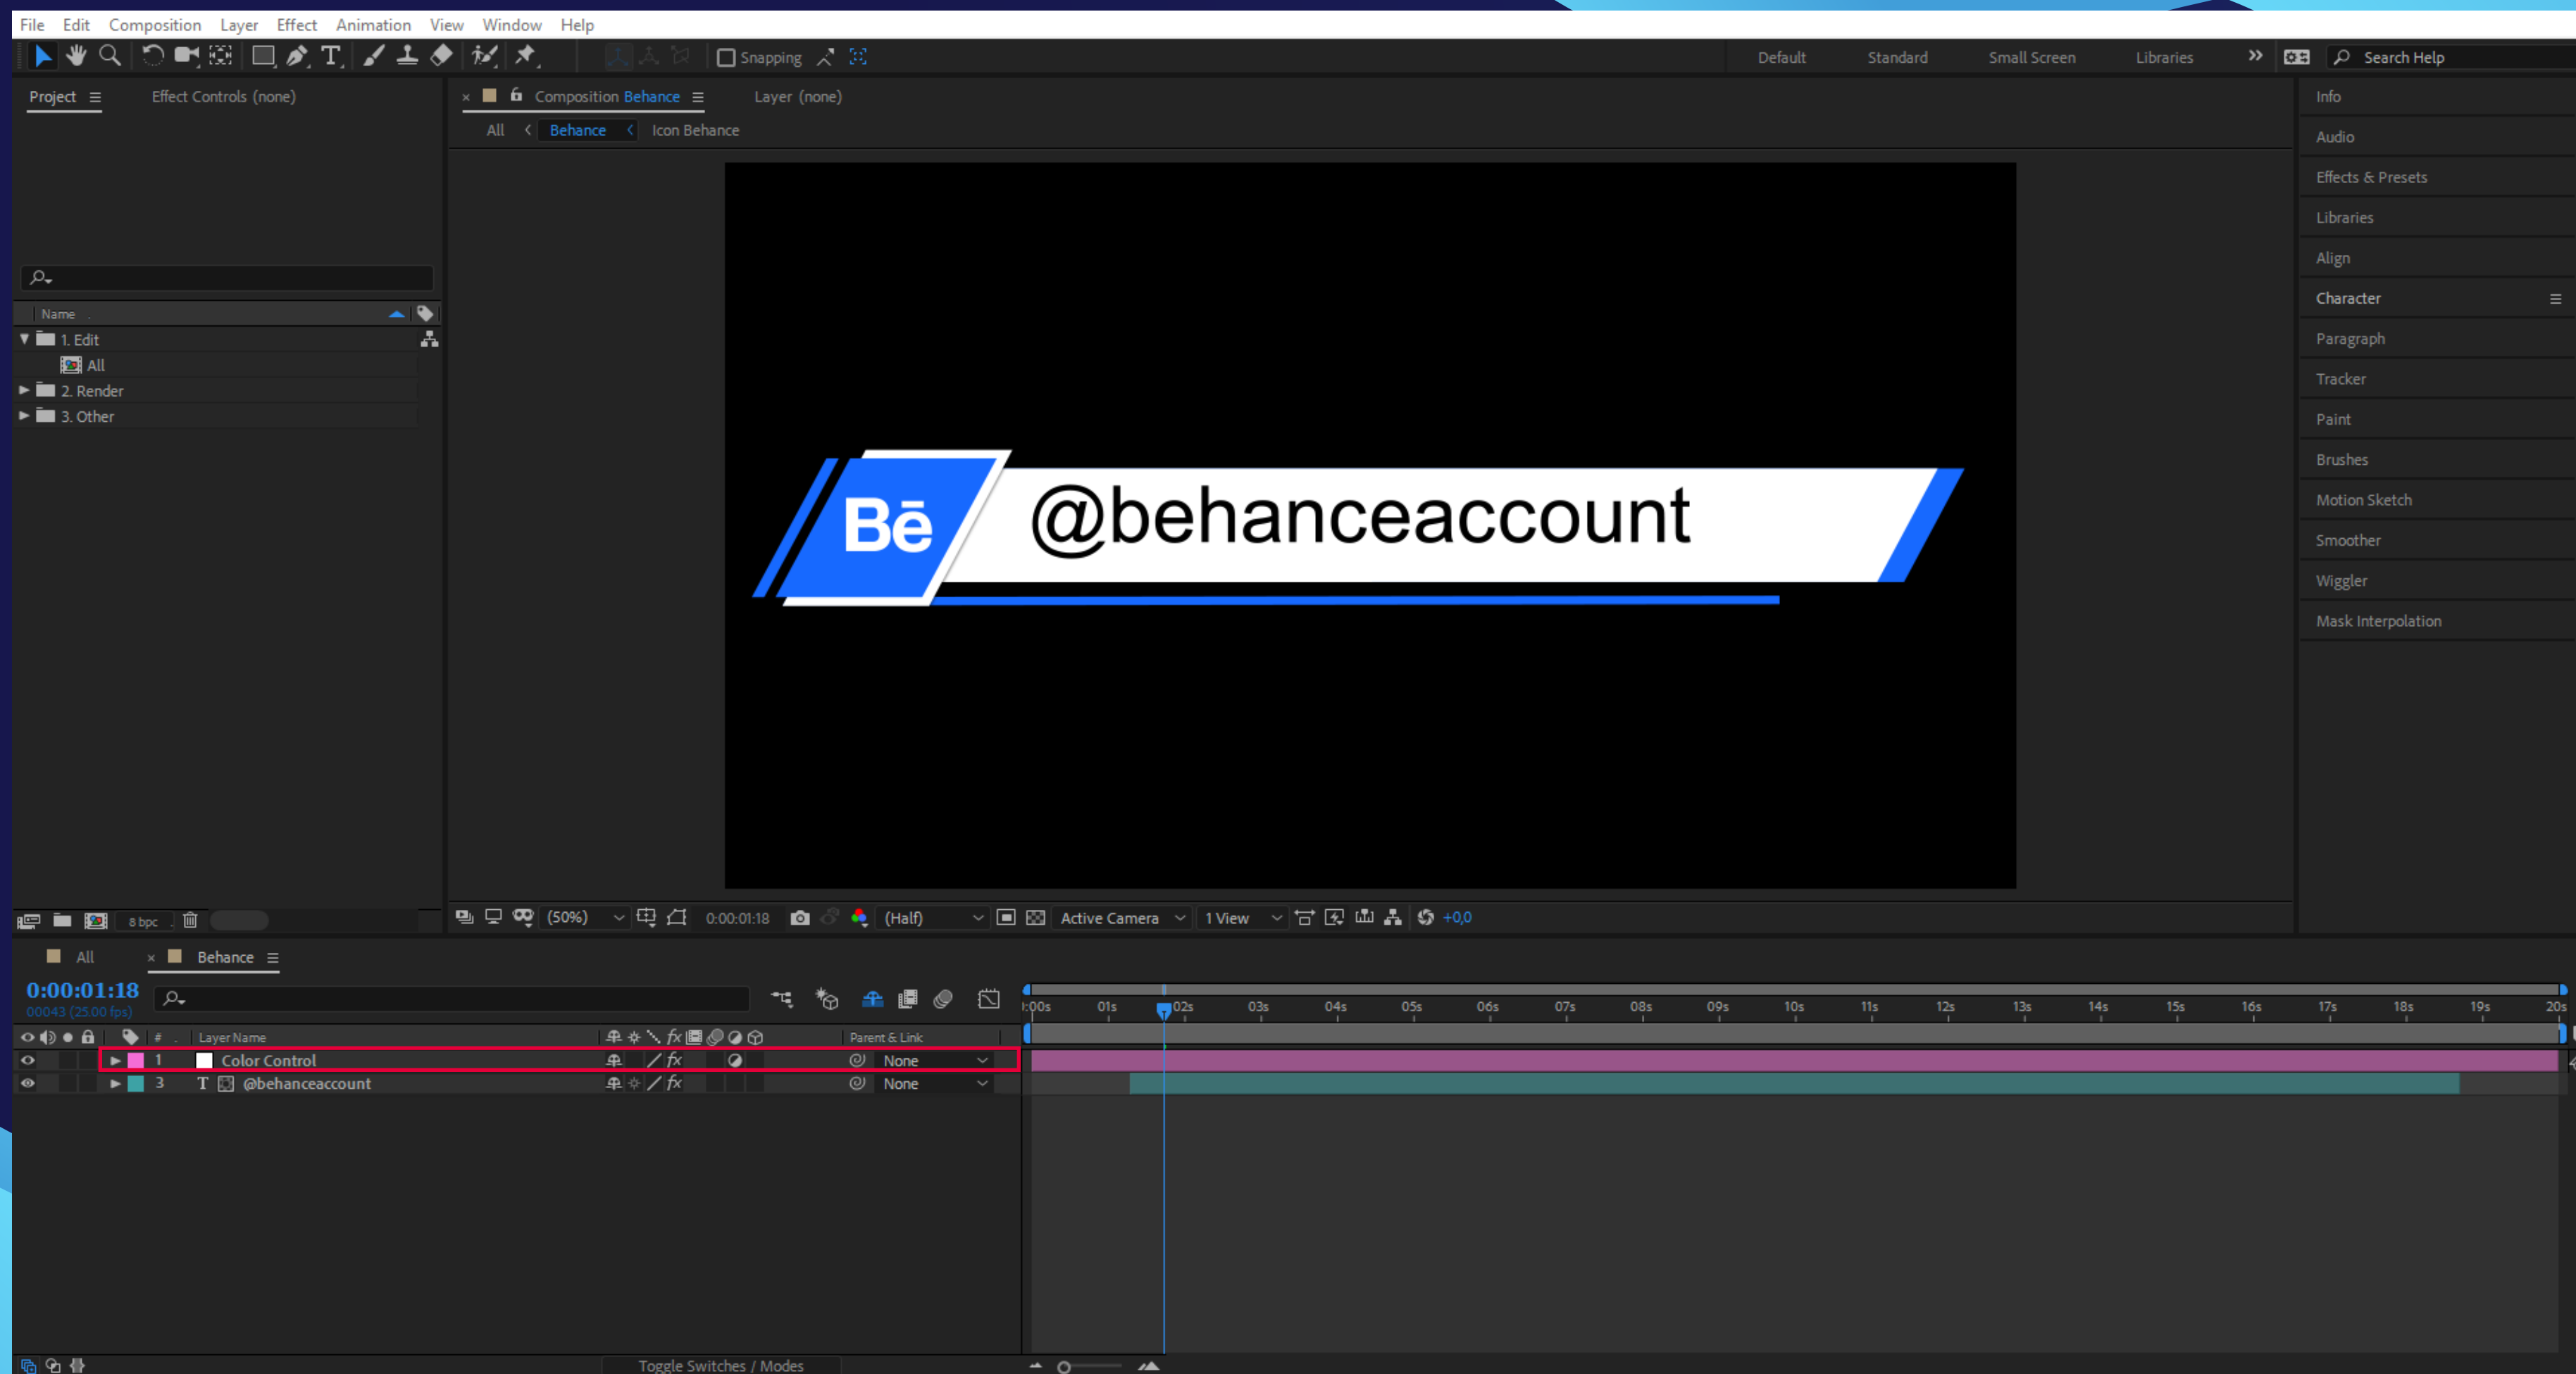 File Edit Composition Layer Effect Animation View Window Help
Snapping
Default Standard Small Screen Libraries » Search Help
Project Effect Controls (none)
× Composition Behance Layer (none)
All < Behance < Icon Behance
Info
Audio
Effects & Presets
Libraries
Align
Character
Paragraph
Tracker
Paint
Brushes
Motion Sketch
Smoother
Wiggler
Mask Interpolation
Name
1. Edit
All
2. Render
3. Other
Bē @behanceaccount
8 bpc
(50%) 0:00:01:18 (Half) Active Camera 1 View +0,0
All × Behance
0:00:01:18
00043 (25.00 fps)
:00s 01s 02s 03s 04s 05s 06s 07s 08s 09s 10s 11s 12s 13s 14s 15s 16s 17s 18s 19s 20s
# Layer Name fx Parent & Link
1 Color Control fx None
3 T @behanceaccount fx None
Toggle Switches / Modes